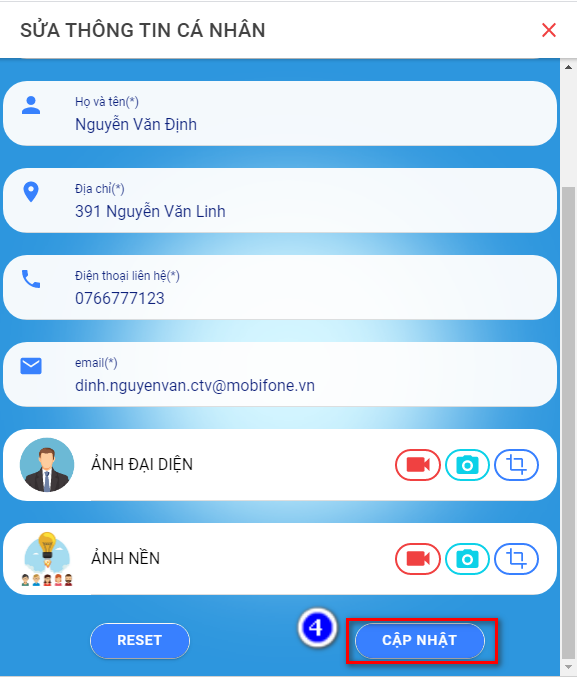 SỬA THÔNG TIN CÁ NHÂN
Họ và tên(*)
Nguyễn Văn Định
Địa chỉ(*)
391 Nguyễn Văn Linh
Điện thoại liên hệ(*)
0766777123
email(*)
dinh.nguyenvan.ctv@mobifone.vn
ẢNH ĐẠI DIỆN
ẢNH NỀN
RESET
4
CẬP NHẬT